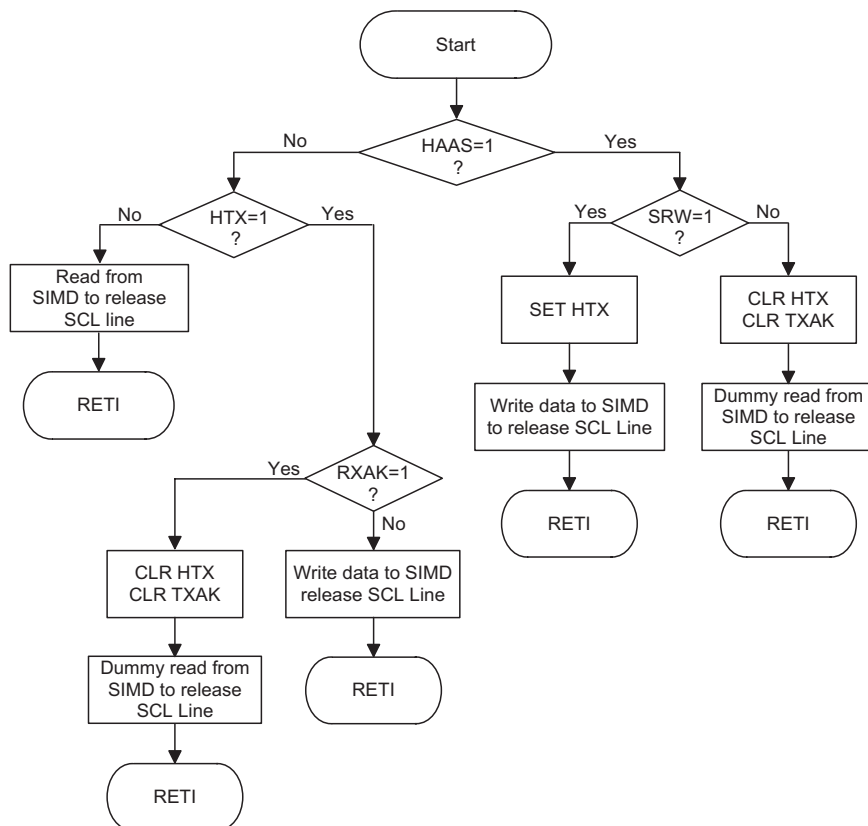 Start
No
HAAS=1
?
Yes
No
HTX=1
?
Yes
Yes
SRW=1
?
No
Read from
SIMD to release
SCL line
SET HTX
CLR HTX
CLR TXAK
RETI
Write data to SIMD
to release SCL Line
Dummy read from
SIMD to release
SCL Line
Yes
RXAK=1
?
No
RETI
RETI
CLR HTX
CLR TXAK
Write data to SIMD
release SCL Line
Dummy read from
SIMD to release
SCL Line
RETI
RETI